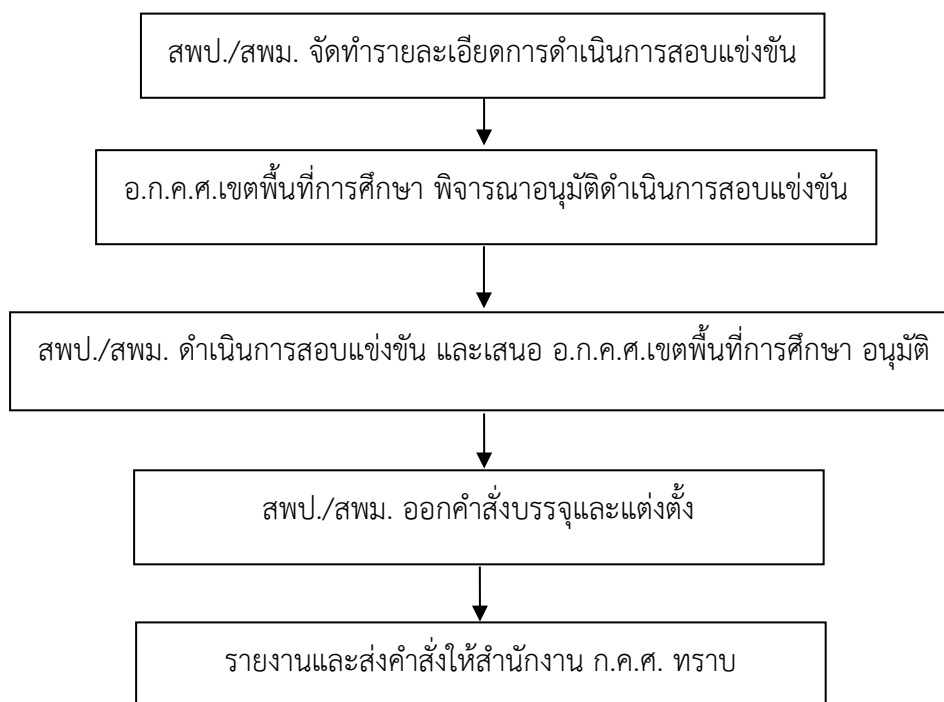 สพป./สพม. จัดทำรายละเอียดการดำเนินการสอบแข่งขัน
อ.ก.ค.ศ.เขตพื้นที่การศึกษา พิจารณาอนุมัติดำเนินการสอบแข่งขัน
สพป./สพม. ดำเนินการสอบแข่งขัน และเสนอ อ.ก.ค.ศ.เขตพื้นที่การศึกษา อนุมัติ
สพป./สพม. ออกคำสั่งบรรจุและแต่งตั้ง
รายงานและส่งคำสั่งให้สำนักงาน ก.ค.ศ. ทราบ